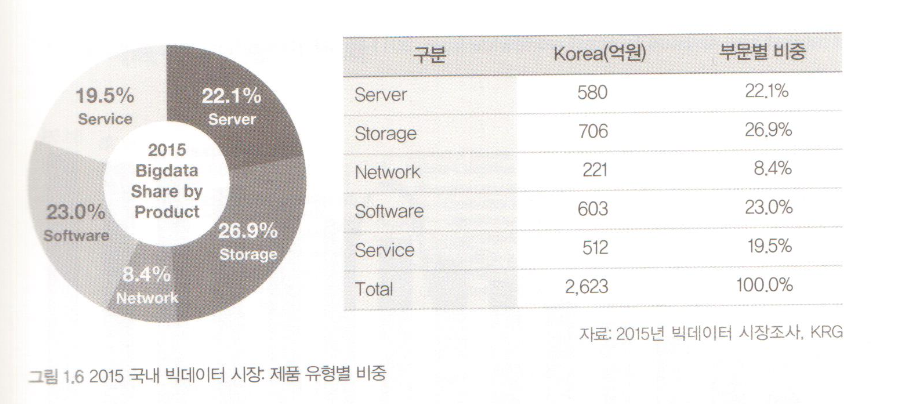 19.5%
Service
22.1%
Server
2015
Bigdata
Share by
Product
23.0%
Software
26.9%
Storage
8.4%
Network
구분 Korea(억원) 부문별 비중
Server 580 22.1%
Storage 706 26.9%
Network 221 8.4%
Software 603 23.0%
Service 512 19.5%
Total 2,623 100.0%
자료: 2015년 빅데이터 시장조사, KRG
그림 1.6 2015 국내 빅데이터 시장: 제품 유형별 비중